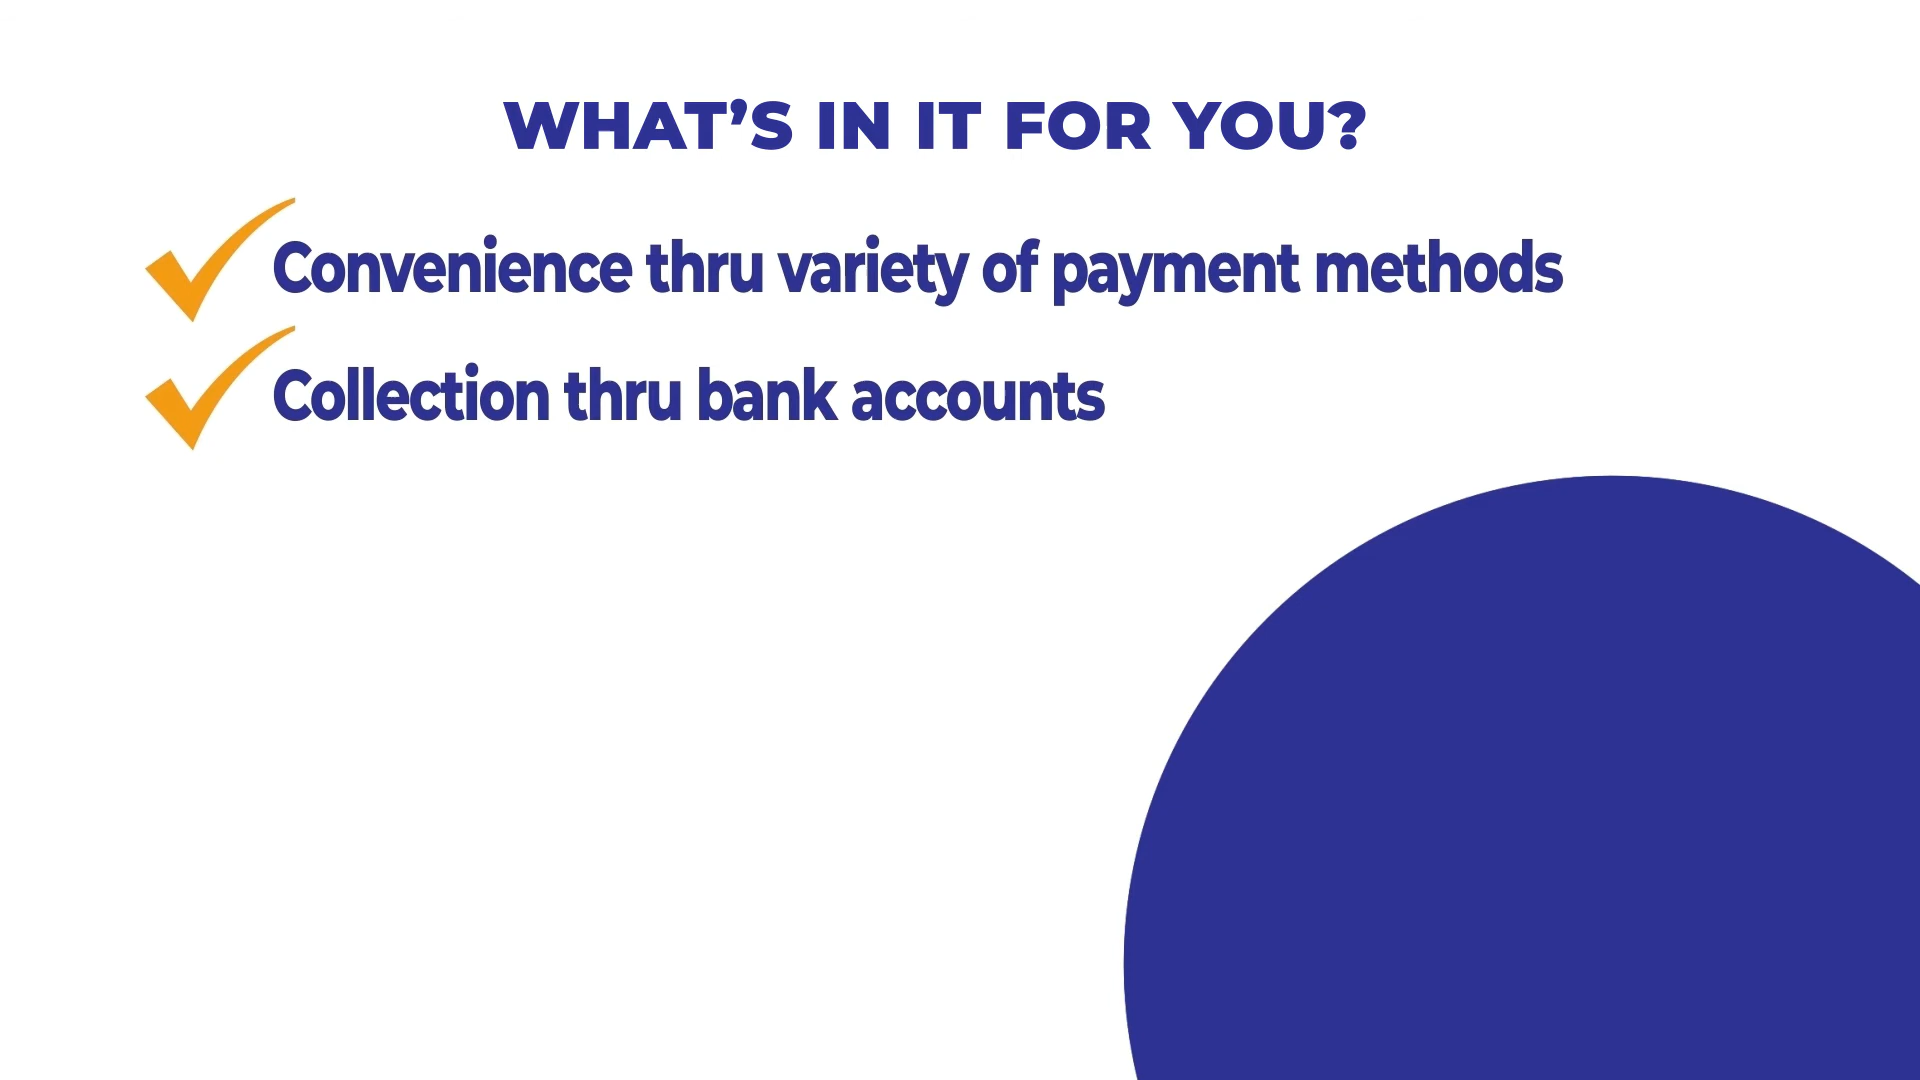 WHAT’S IN IT FOR YOU?
Convenience thru variety of payment methods
Collection thru bank accounts